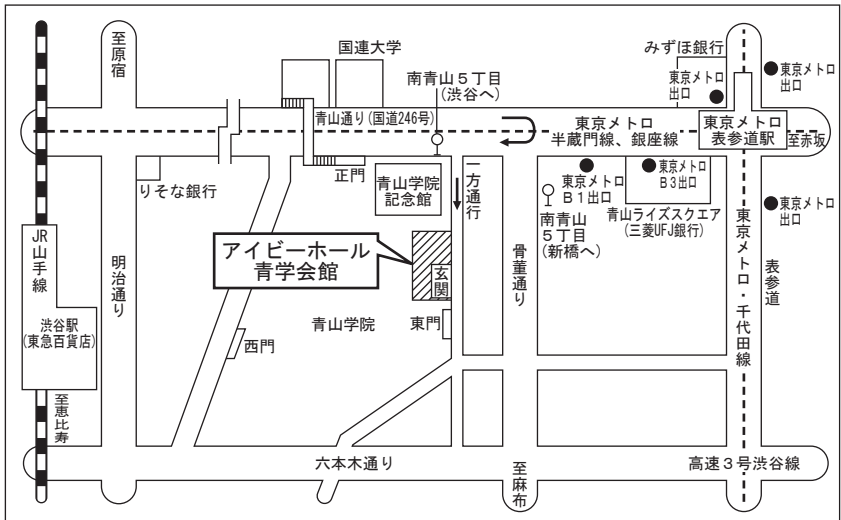 至原宿
国連大学
南青山5丁目
(渋谷へ)
みずほ銀行
東京メトロ
出口
東京メトロ
出口
青山通り(国道246号)
東京メトロ
半蔵門線、銀座線
東京メトロ
表参道駅
至赤坂
りそな銀行
正門
青山学院
記念館
一方通行
東京メトロ
B1出口
東京メトロ
B3出口
南青山
5丁目
(新橋へ)
青山ライズスクエア
(三菱UFJ銀行)
東京メトロ
出口
JR
山手線
明治通り
アイビーホール
青学会館
玄関
骨董通り
東京メトロ・千代田線
表参道
渋谷駅
(東急百貨店)
青山学院
東門
西門
至恵比寿
六本木通り
至麻布
高速3号渋谷線